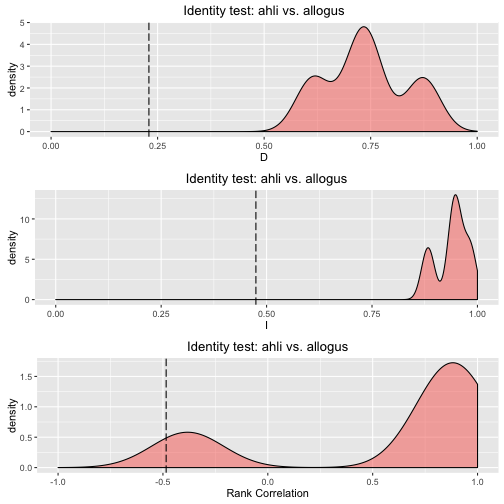 Identity test: ahli vs. allogus
5
4
3
2
1
0
density
0.00 0.25 0.50 0.75 1.00
D
Identity test: ahli vs. allogus
10
5
0
density
0.00 0.25 0.50 0.75 1.00
I
Identity test: ahli vs. allogus
1.5
1.0
0.5
0.0
density
-1.0 -0.5 0.0 0.5 1.0
Rank Correlation